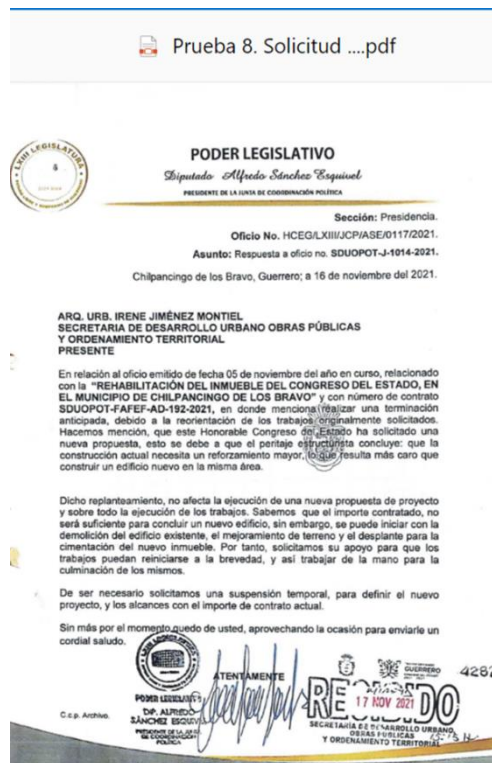 Prueba 8. Solicitud ....pdf
LXIII LEGISLATURA
PODER LEGISLATIVO
Diputado Alfredo Sánchez Esquivel
PRESIDENTE DE LA JUNTA DE COORDINACIÓN POLÍTICA
Sección: Presidencia.
Oficio No. HCEG/LXIII/JCP/ASE/0117/2021.
Asunto: Respuesta a oficio no. SDUOPOT-J-1014-2021.
Chilpancingo de los Bravo, Guerrero; a 16 de noviembre del 2021.
ARQ. URB. IRENE JIMÉNEZ MONTIEL
SECRETARIA DE DESARROLLO URBANO OBRAS PÚBLICAS
Y ORDENAMIENTO TERRITORIAL
PRESENTE
En relación al oficio emitido de fecha 05 de noviembre del año en curso, relacionado
con la "REHABILITACIÓN DEL INMUEBLE DEL CONGRESO DEL ESTADO, EN
EL MUNICIPIO DE CHILPANCINGO DE LOS BRAVO" y con número de contrato
SDUOPOT-FAFEF-AD-192-2021, en donde menciona realizar una terminación
anticipada, debido a la reorientación de los trabajos originalmente solicitados.
Hacemos mención, que este Honorable Congreso del Estado ha solicitado una
nueva propuesta, esto se debe a que el peritaje estructurista concluye: que la
construcción actual necesita un reforzamiento mayor, lo que resulta más caro que
construir un edificio nuevo en la misma área.
Dicho replanteamiento, no afecta la ejecución de una nueva propuesta de proyecto
y sobre todo la ejecución de los trabajos. Sabemos que el importe contratado, no
será suficiente para concluir un nuevo edificio, sin embargo, se puede iniciar con la
demolición del edificio existente, el mejoramiento de terreno y el desplante para la
cimentación del nuevo inmueble. Por tanto, solicitamos su apoyo para que los
trabajos puedan reiniciarse a la brevedad, y así trabajar de la mano para la
culminación de los mismos.
De ser necesario solicitamos una suspensión temporal, para definir el nuevo
proyecto, y los alcances con el importe de contrato actual.
Sin más por el momento quedo de usted, aprovechando la ocasión para enviarle un
cordial saludo.
ATENTAMENTE
GUERRERO
4282
PODER LEGISLATIVO
DIP. ALFREDO
SÁNCHEZ ESQUIVEL
PRESIDENTE DE LA JUNTA
DE COORDINACIÓN
POLÍTICA
RECIBIDO
17 NOV 2021
SECRETARÍA DE DESARROLLO URBANO
OBRAS PÚBLICAS
Y ORDENAMIENTO TERRITORIAL
C.c.p. Archivo.